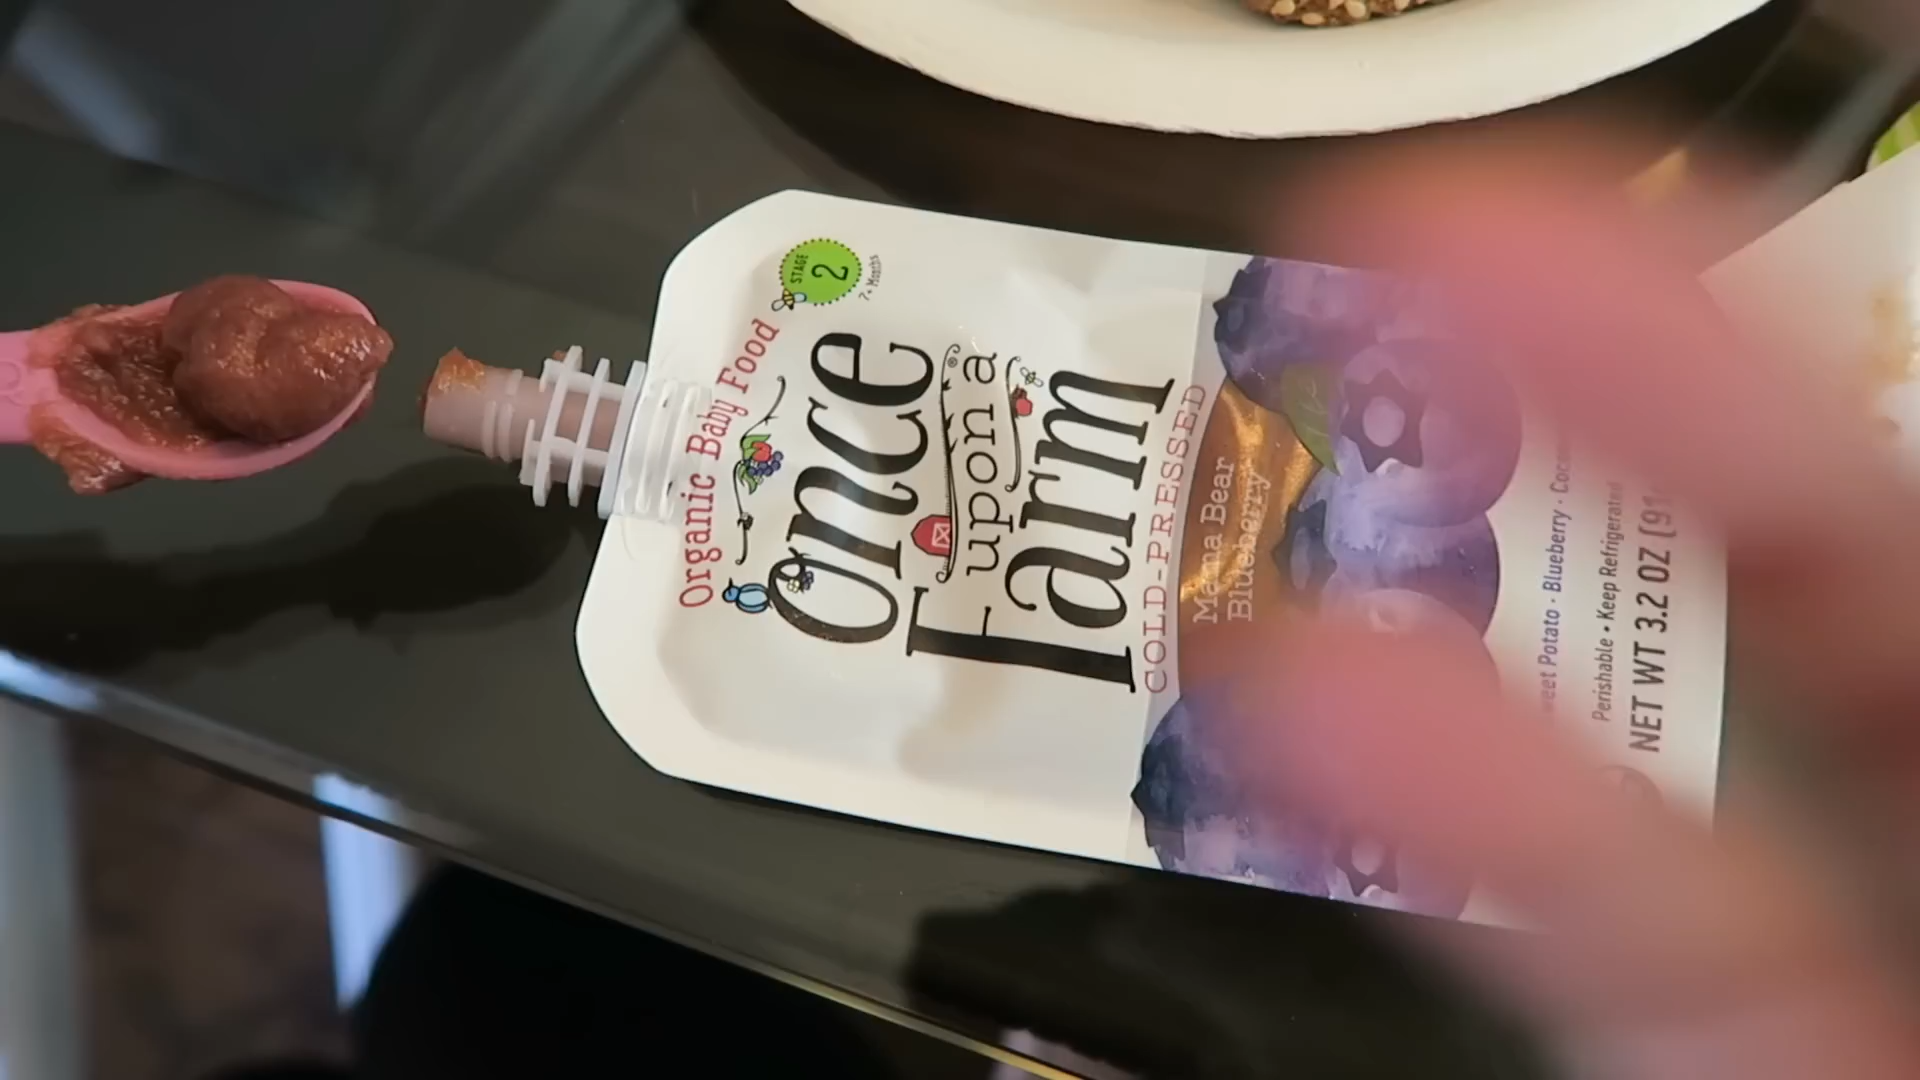 STAGE
2
7+ Months
Organic Baby Food
Once
upon a
Farm
COLD-PRESSED
Mama Bear
Blueberry
Potato · Blueberry ·
Perishable • Keep Refrigerated
NET WT 3.2 OZ